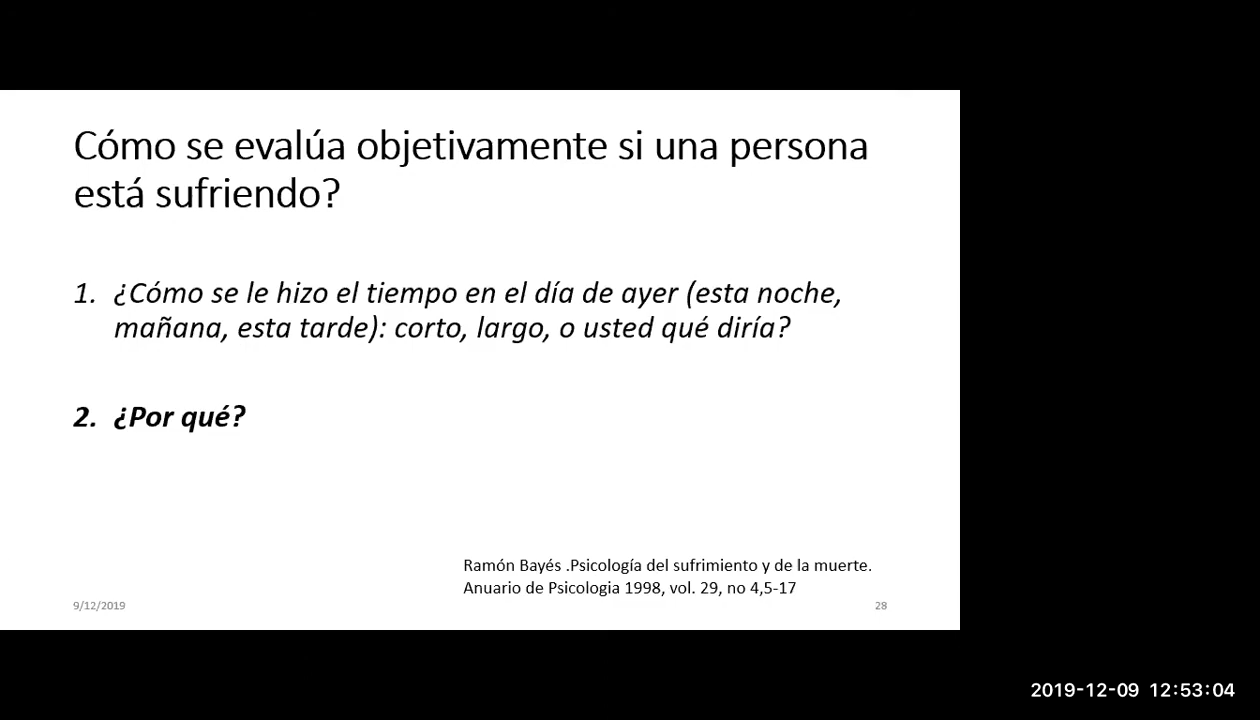 Cómo se evalúa objetivamente si una persona
está sufriendo?
1. ¿Cómo se le hizo el tiempo en el día de ayer (esta noche,
mañana, esta tarde): corto, largo, o usted qué diría?
2. ¿Por qué?
Ramón Bayés .Psicología del sufrimiento y de la muerte.
Anuario de Psicologia 1998, vol. 29, no 4,5-17
9/12/2019
28
2019-12-09 12:53:04